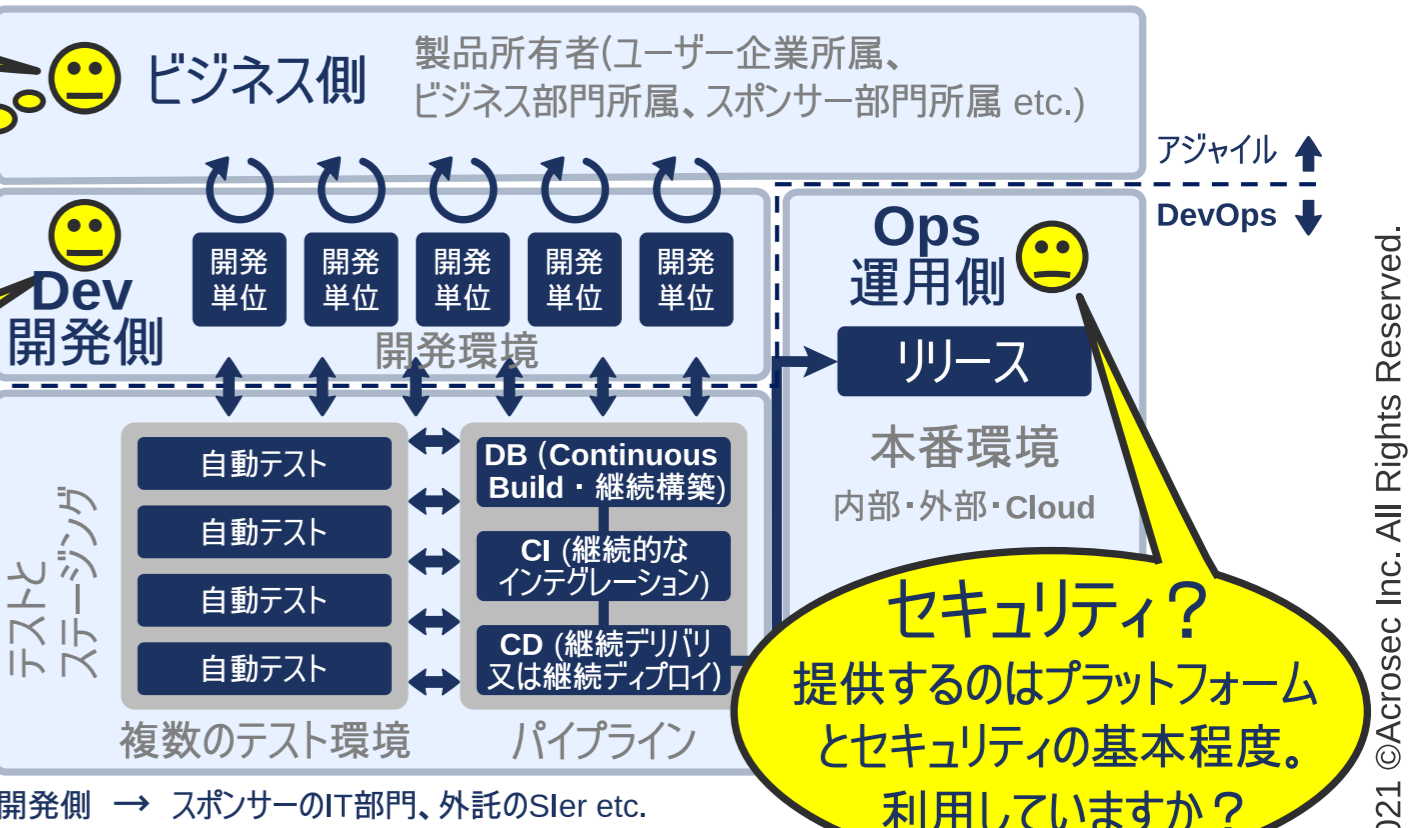 ビジネス側
製品所有者(ユーザー企業所属、
ビジネス部門所属、スポンサー部門所属 etc.)
アジャイル
DevOps
Dev
開発側
開発
単位
開発
単位
開発
単位
開発
単位
開発
単位
開発環境
Ops
運用側
リリース
本番環境
内部・外部・Cloud
テストと
ステージング
自動テスト
自動テスト
自動テスト
自動テスト
複数のテスト環境
DB (Continuous
Build・継続構築)
CI (継続的な
インテグレーション)
CD (継続デリバリ
又は継続ディプロイ)
パイプライン
セキュリティ?
提供するのはプラットフォーム
とセキュリティの基本程度。
利用していますか?
開発側 → スポンサーのIT部門、外託のSIer etc.
021 ©Acrosec Inc. All Rights Reserved.